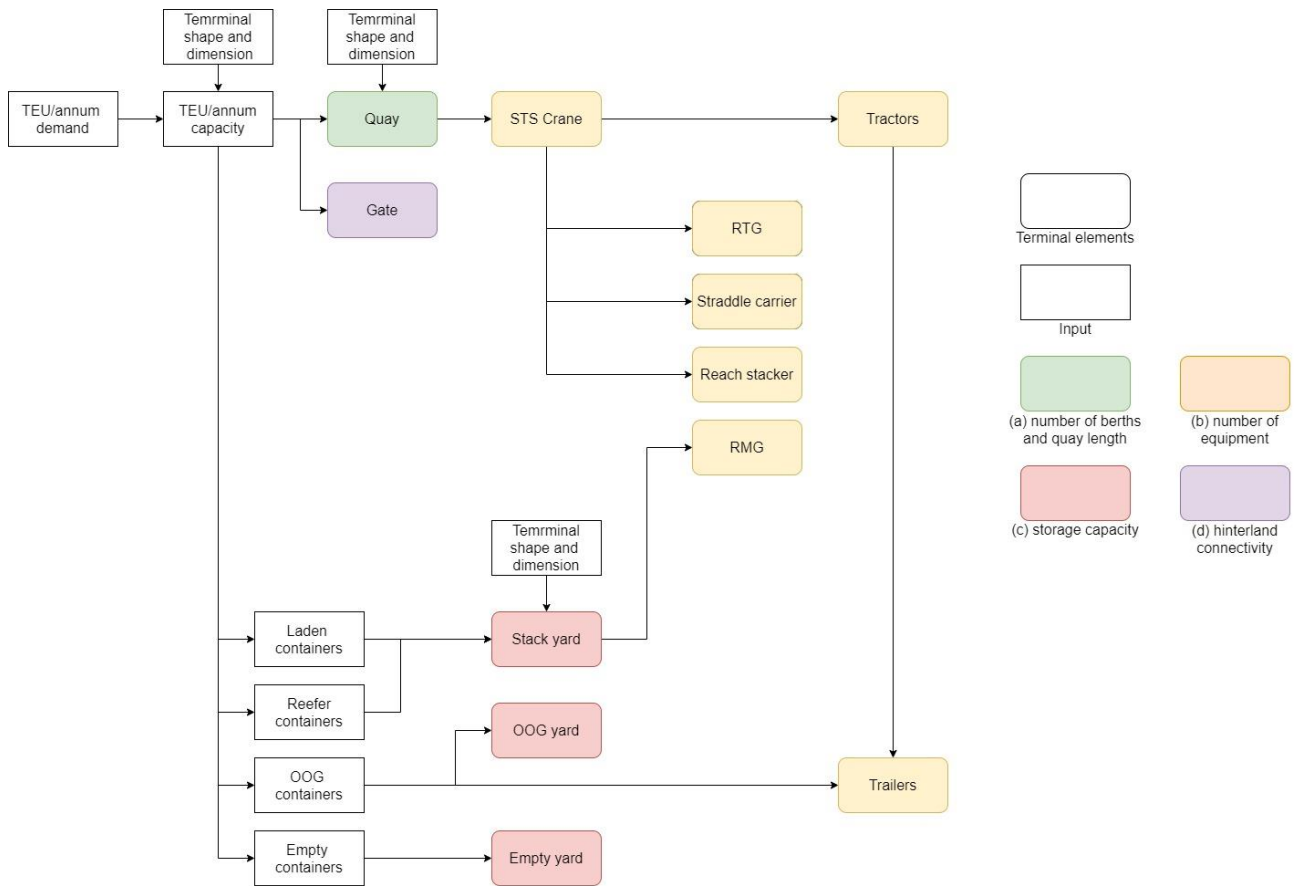 Temrminal
shape and
dimension
Temrminal
shape and
dimension
TEU/annum
demand
TEU/annum
capacity
Quay
STS Crane
Tractors
Gate
RTG
Straddle carrier
Reach stacker
RMG
Temrminal
shape and
dimension
Laden
containers
Stack yard
Reefer
containers
OOG yard
OOG
containers
Trailers
Empty
containers
Empty yard
Terminal elements
Input
(a) number of berths
and quay length
(b) number of
equipment
(c) storage capacity
(d) hinterland
connectivity